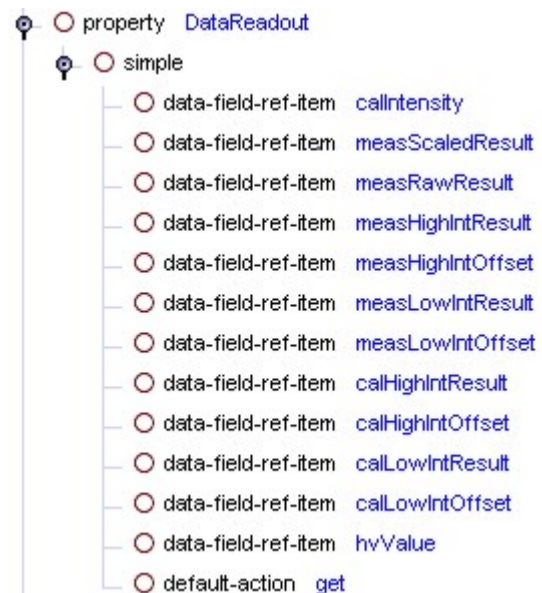 property DataReadout
simple
data-field-ref-item calIntensity
data-field-ref-item measScaledResult
data-field-ref-item measRawResult
data-field-ref-item measHighIntResult
data-field-ref-item measHighIntOffset
data-field-ref-item measLowIntResult
data-field-ref-item measLowIntOffset
data-field-ref-item calHighIntResult
data-field-ref-item calHighIntOffset
data-field-ref-item calLowIntResult
data-field-ref-item calLowIntOffset
data-field-ref-item hvValue
default-action get